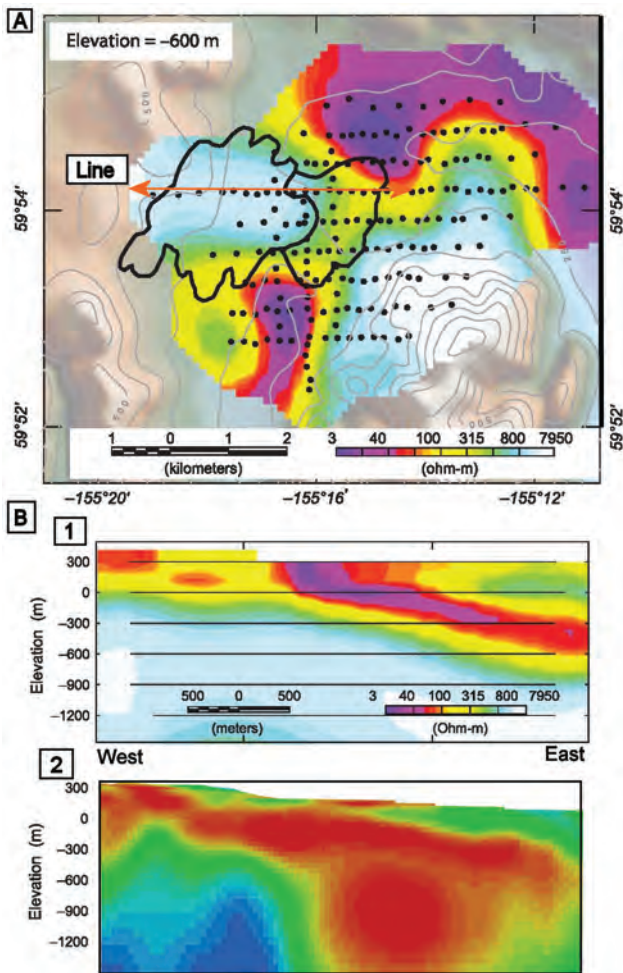 A
Elevation = –600 m
500
Line
59°54′
59°54′
59°52′
59°52′
1 0 1 2
(kilometers)
3 40 100 315 800 7950
(ohm-m)
–155°20′ –155°16′ –155°12′
B
1
300
0
–300
–600
–900
–1200
Elevation (m)
500 0 500
(meters)
3 40 100 315 800 7950
(Ohm-m)
West East
2
300
0
–300
–600
–900
–1200
Elevation (m)